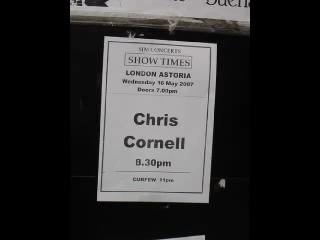 SJM CONCERTS
SHOW TIMES
LONDON ASTORIA
Wednesday 16 May 2007
Doors 7.00pm
Chris
Cornell
8.30pm
CURFEW 11pm